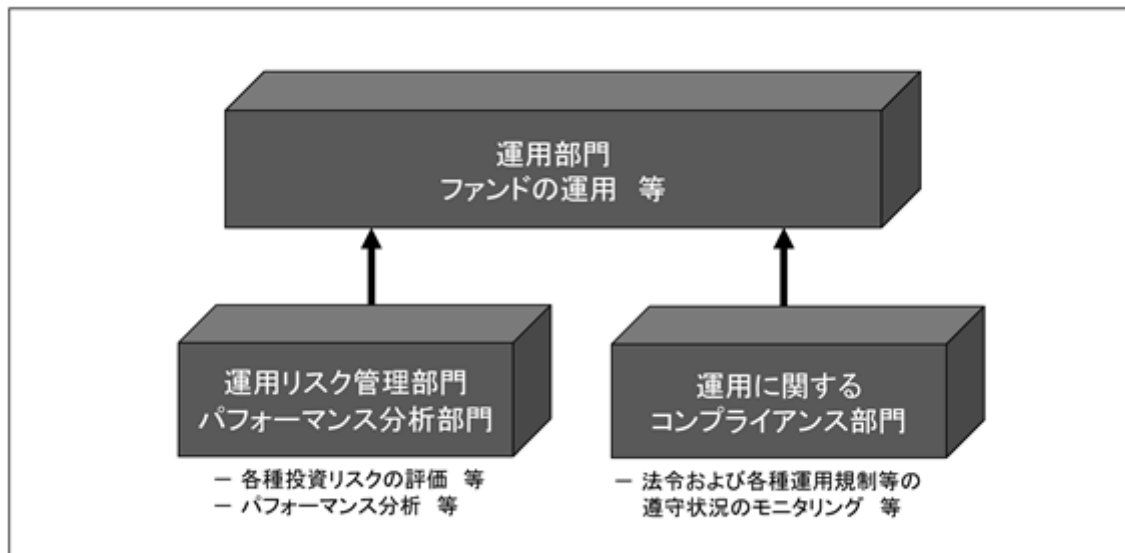 運用部門
ファンドの運用 等
運用リスク管理部門
パフォーマンス分析部門
運用に関する
コンプライアンス部門
− 各種投資リスクの評価 等
− パフォーマンス分析 等
− 法令および各種運用規制等の
遵守状況のモニタリング 等